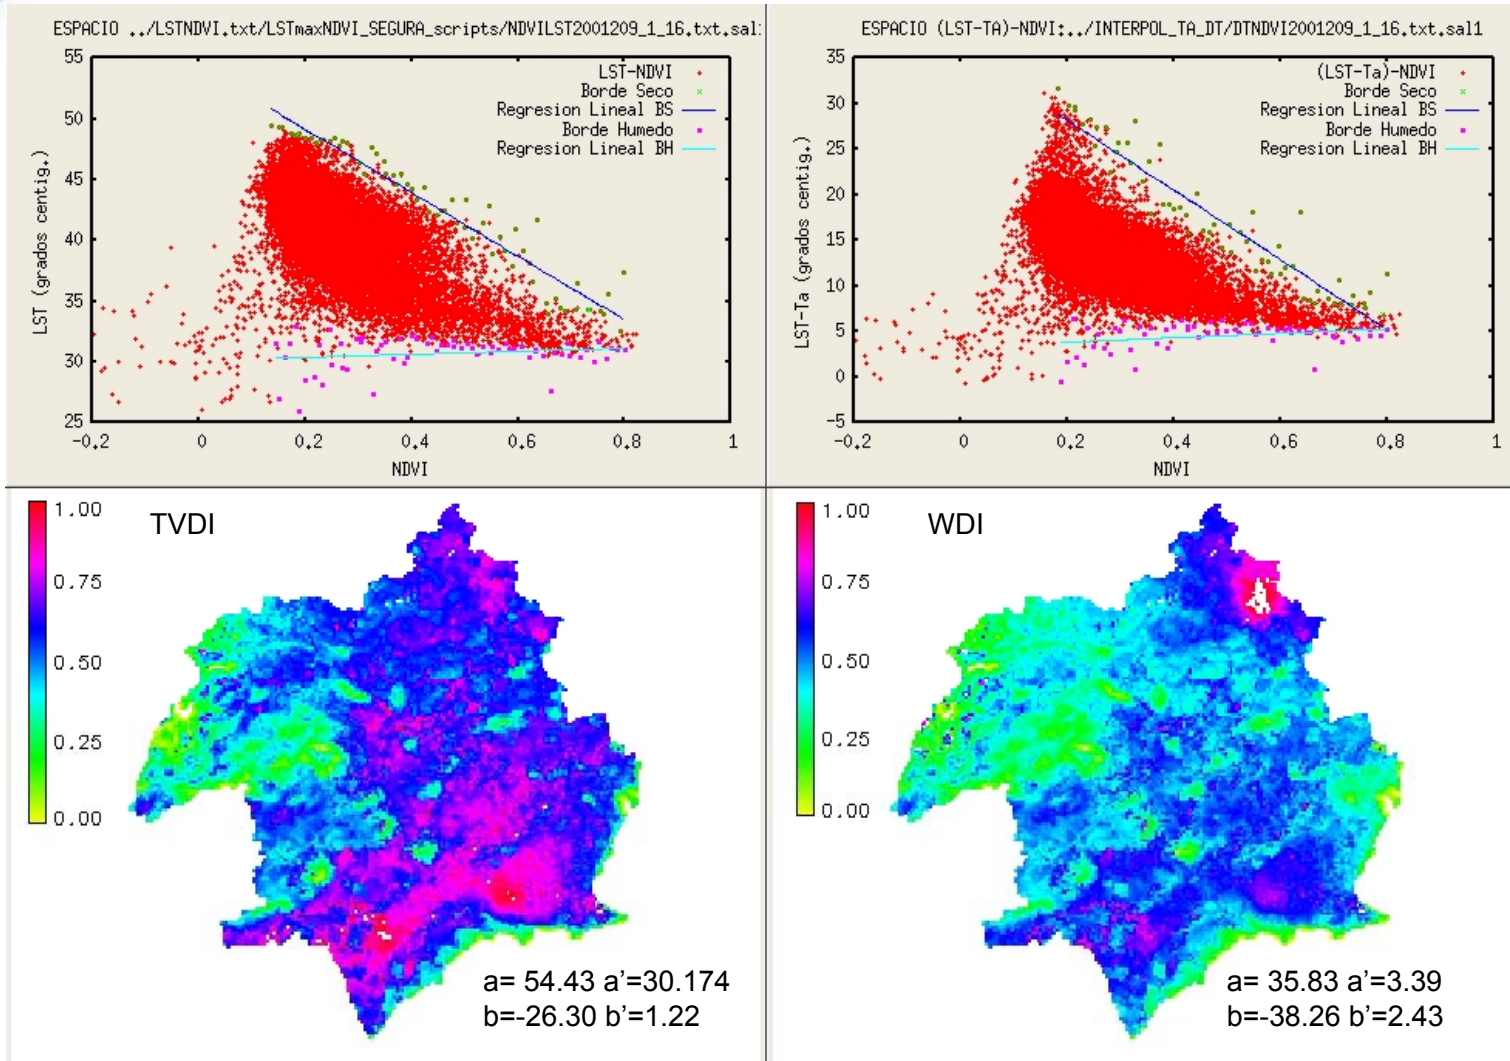 ESPACIO ../LSTNDVI.txt/LSTmaxNDVI_SEGURA_scripts/NDVILST2001209_1_16.txt.sal:
55
50
45
40
35
30
25
LST (grados centig.)
LST-NDVI
Borde Seco
Regresion Lineal BS
Borde Humedo
Regresion Lineal BH
-0.2 0 0.2 0.4 0.6 0.8 1
NDVI
ESPACIO (LST-TA)-NDVI:../INTERPOL_TA_DT/DTNDVI2001209_1_16.txt.sal1
35
30
25
20
15
10
5
0
-5
LST-Ta (grados centig.)
(LST-Ta)-NDVI
Borde Seco
Regresion Lineal BS
Borde Humedo
Regresion Lineal BH
-0.2 0 0.2 0.4 0.6 0.8 1
NDVI
TVDI
1.00
0.75
0.50
0.25
0.00
a= 54.43 a’=30.174
b=-26.30 b’=1.22
WDI
1.00
0.75
0.50
0.25
0.00
a= 35.83 a’=3.39
b=-38.26 b’=2.43